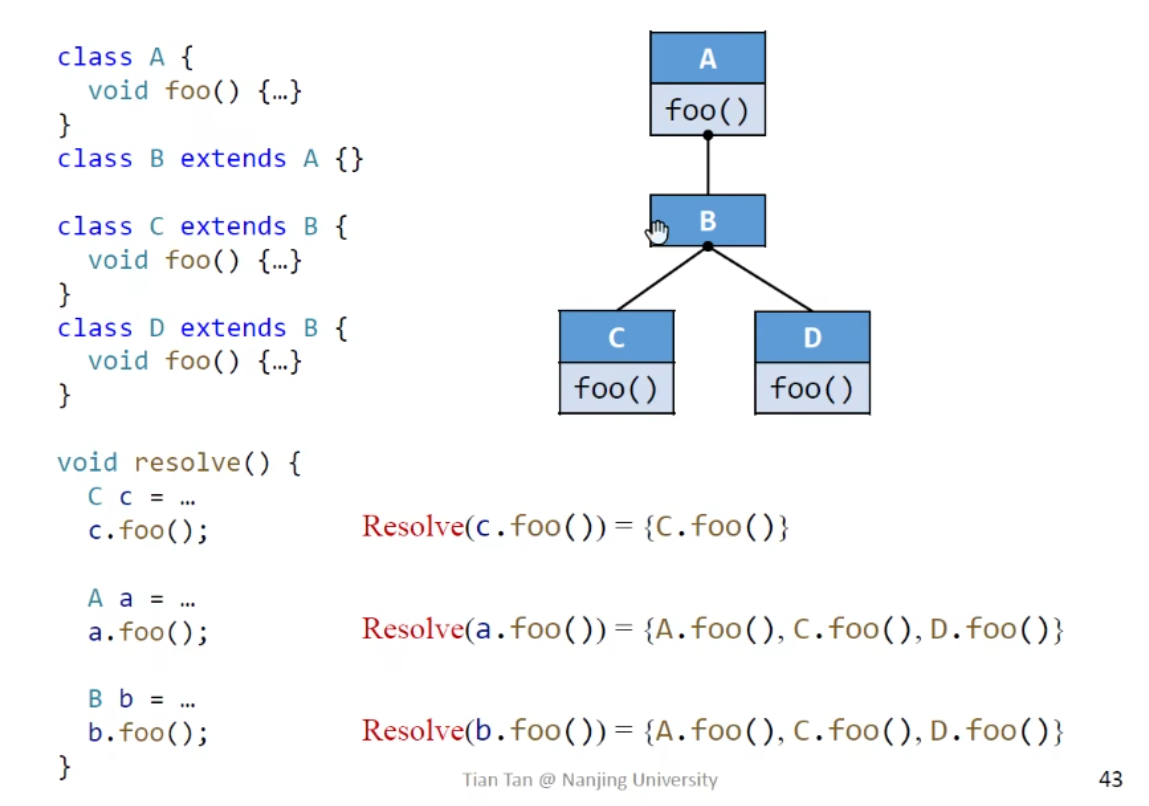 class A {
  void foo() {…}
}
class B extends A {}
class C extends B {
  void foo() {…}
}
class D extends B {
  void foo() {…}
}
A
foo()
B
C
foo()
D
foo()
void resolve() {
  C c = …
  c.foo();
Resolve(c.foo()) = {C.foo()}
  A a = …
  a.foo();
Resolve(a.foo()) = {A.foo(), C.foo(), D.foo()}
  B b = …
  b.foo();
Resolve(b.foo()) = {A.foo(), C.foo(), D.foo()}
}
Tian Tan @ Nanjing University
43